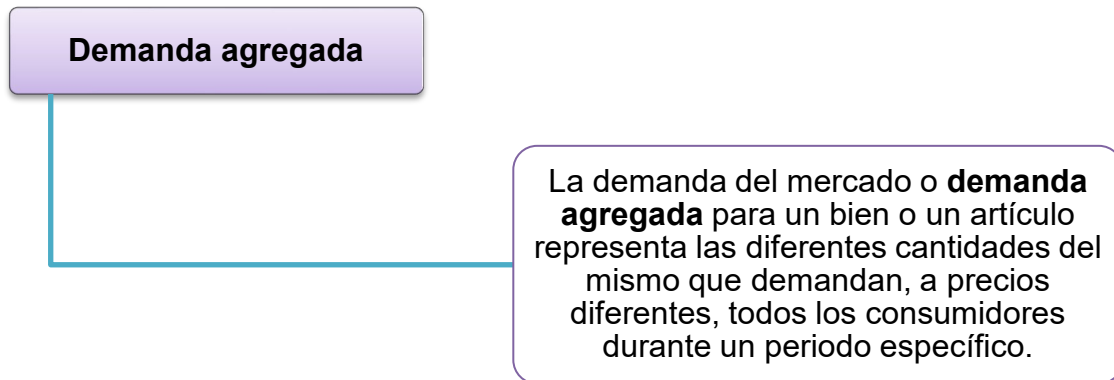 Demanda agregada
La demanda del mercado o demanda
agregada para un bien o un artículo
representa las diferentes cantidades del
mismo que demandan, a precios
diferentes, todos los consumidores
durante un periodo específico.